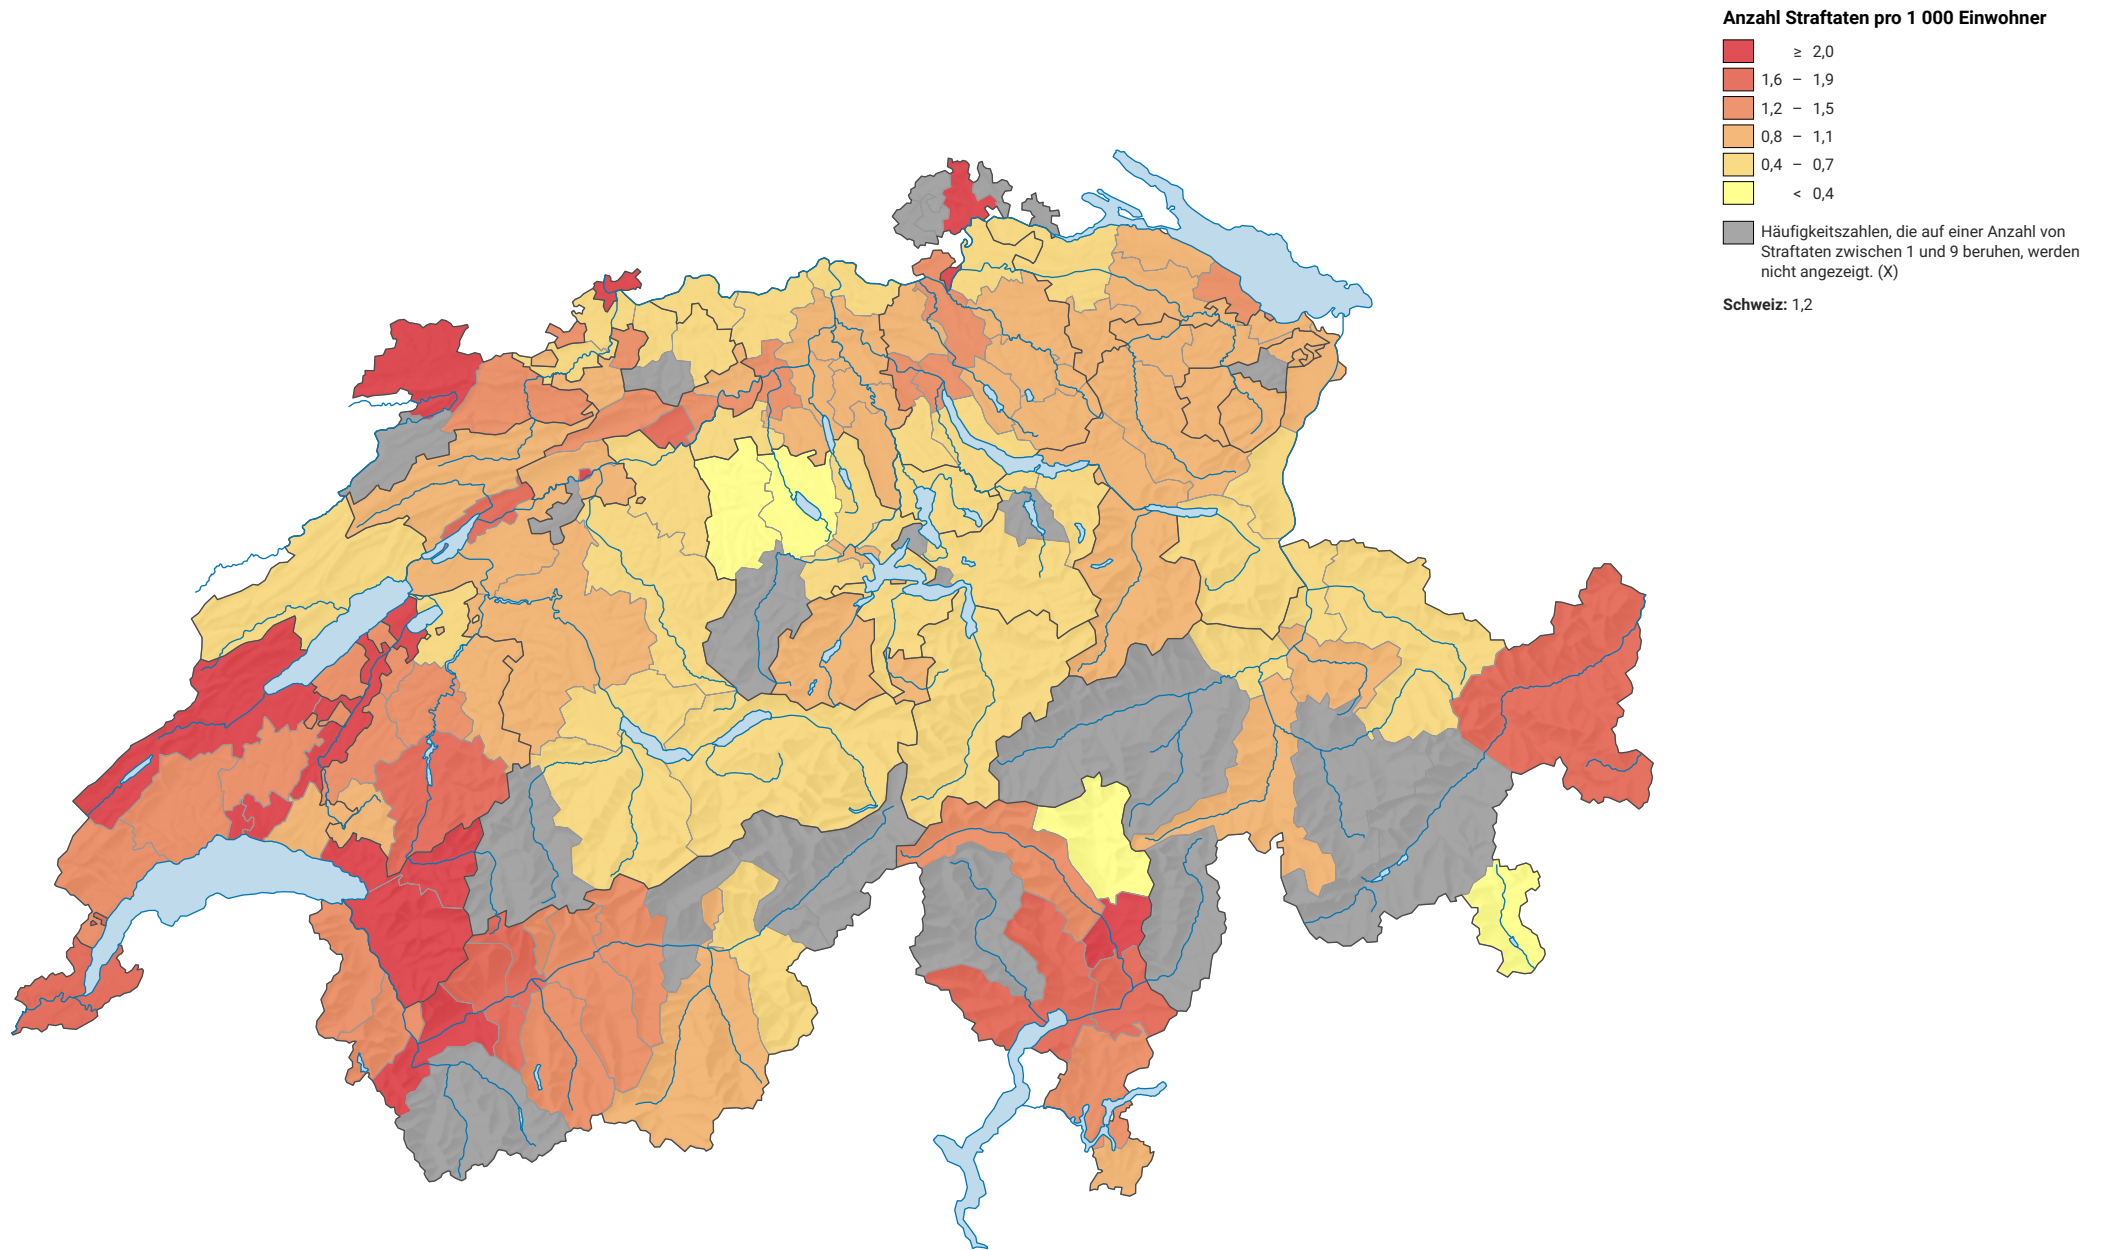 Anzahl Straftaten pro 1 000 Einwohner
≥ 2,0
1,6 – 1,9
1,2 – 1,5
0,8 – 1,1
0,4 – 0,7
< 0,4
Häufigkeitszahlen, die auf einer Anzahl von
Straftaten zwischen 1 und 9 beruhen, werden
nicht angezeigt. (X)
Schweiz: 1,2